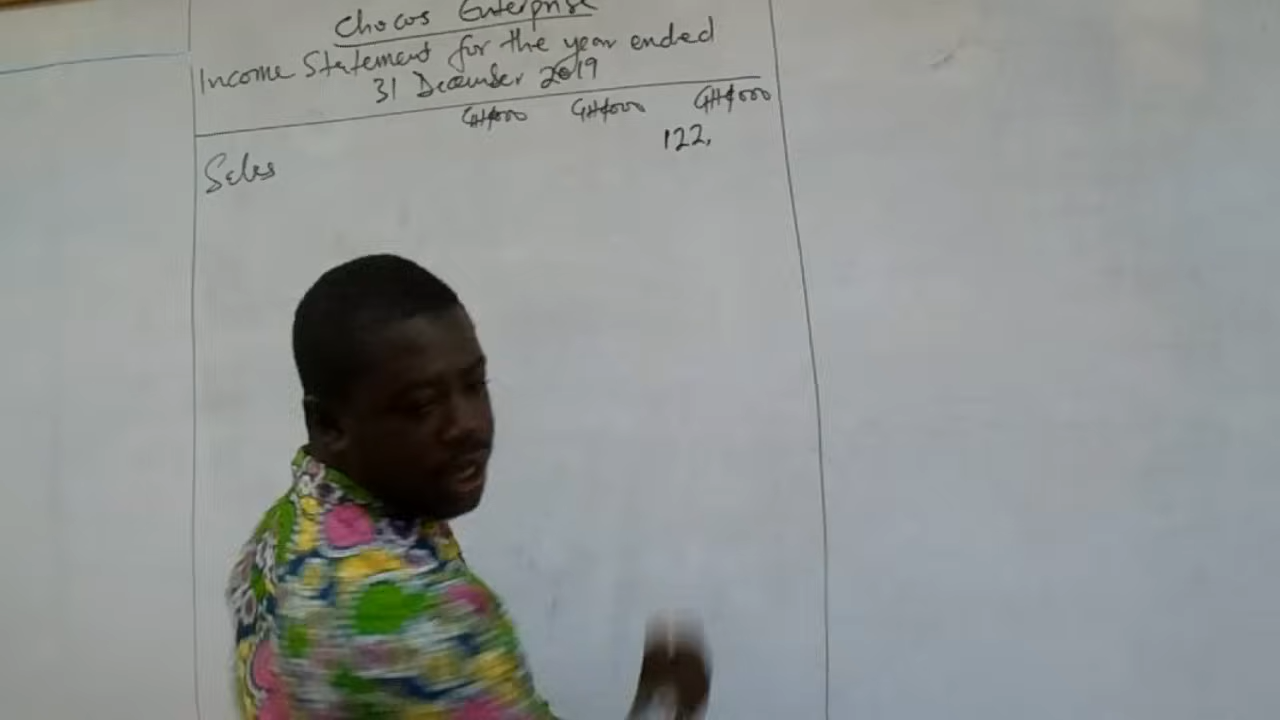 Chocos Enterprise
Income Statement for the year ended
31 December 2019
GH¢000 GH¢000 GH¢000
122,
Sales